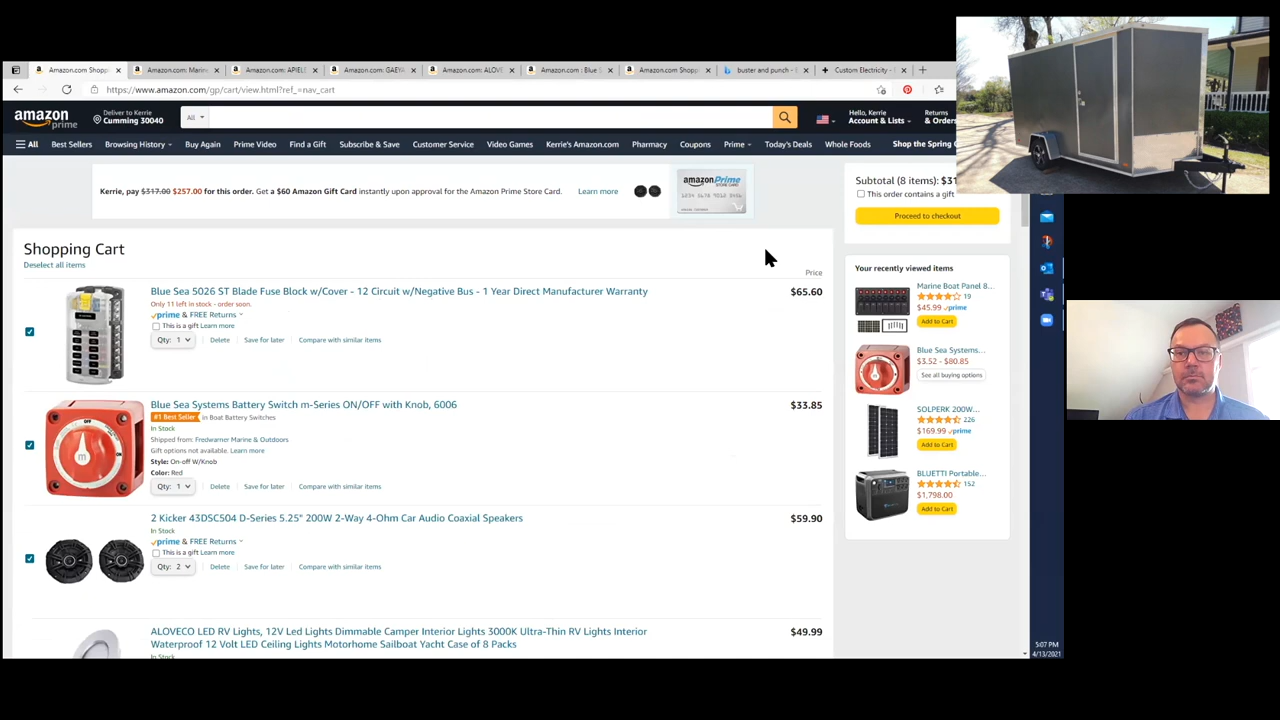 Amazon.com Shopp
Amazon.com: Marin
Amazon.com: APIELE
Amazon.com: GAEY
Amazon.com: ALOVE
Amazon.com : Blue S
Amazon.com Shopp
buster and punch - B
Custom Electricity - C
https://www.amazon.com/gp/cart/view.html?ref_=nav_cart
amazon
prime
Deliver to Kerrie
Cumming 30040
All
Hello, Kerrie
Account & Lists
Returns
& Orders
All
Best Sellers
Browsing History
Buy Again
Prime Video
Find a Gift
Subscribe & Save
Customer Service
Video Games
Kerrie's Amazon.com
Pharmacy
Coupons
Prime
Today's Deals
Whole Foods
Shop the Spring
Kerrie, pay $317.00 $257.00 for this order. Get a $60 Amazon Gift Card instantly upon approval for the Amazon Prime Store Card.
Learn more
amazonPrime
STORE CARD
Subtotal (8 items): $31
This order contains a gift
Proceed to checkout
Shopping Cart
Deselect all items
Price
Blue Sea 5026 ST Blade Fuse Block w/Cover - 12 Circuit w/Negative Bus - 1 Year Direct Manufacturer Warranty
$65.60
Only 11 left in stock - order soon.
prime & FREE Returns
This is a gift Learn more
Qty: 1
Delete
Save for later
Compare with similar items
Blue Sea Systems Battery Switch m-Series ON/OFF with Knob, 6006
$33.85
#1 Best Seller in Boat Battery Switches
In Stock
Shipped from: Fredwarner Marine & Outdoors
Gift options not available. Learn more
Style: On-off W/Knob
Color: Red
Qty: 1
Delete
Save for later
Compare with similar items
OFF
ON
m
2 Kicker 43DSC504 D-Series 5.25" 200W 2-Way 4-Ohm Car Audio Coaxial Speakers
$59.90
In Stock
prime & FREE Returns
This is a gift Learn more
Qty: 2
Delete
Save for later
Compare with similar items
ALOVECO LED RV Lights, 12V Led Lights Dimmable Camper Interior Lights 3000K Ultra-Thin RV Lights Interior
Waterproof 12 Volt LED Ceiling Lights Motorhome Sailboat Yacht Case of 8 Packs
$49.99
In Stock
Your recently viewed items
Marine Boat Panel 8...
19
$45.99 prime
Add to Cart
Blue Sea Systems...
$3.52 - $80.85
See all buying options
SOLPERK 200W...
226
$169.99 prime
Add to Cart
BLUETTI Portable...
152
$1,798.00
Add to Cart
5:07 PM
4/13/2021